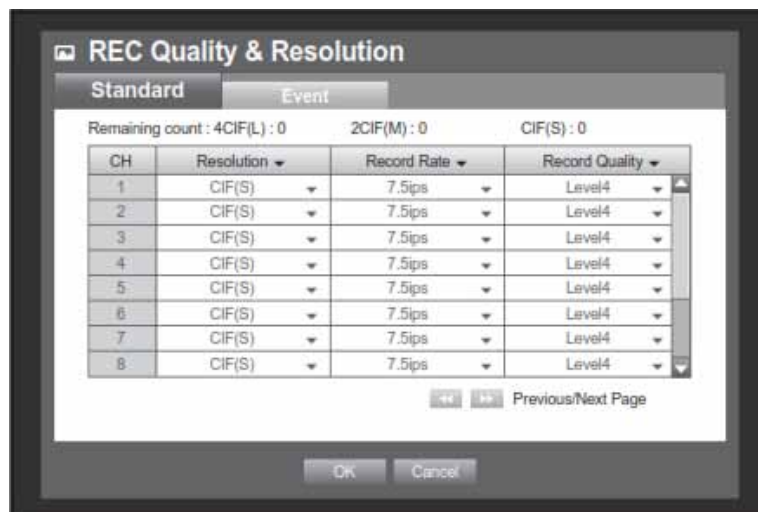 REC Quality & Resolution
Standard Event
Remaining count : 4CIF(L) : 0 2CIF(M) : 0 CIF(S) : 0
CH Resolution Record Rate Record Quality
1 CIF(S) 7.5ips Level4
2 CIF(S) 7.5ips Level4
3 CIF(S) 7.5ips Level4
4 CIF(S) 7.5ips Level4
5 CIF(S) 7.5ips Level4
6 CIF(S) 7.5ips Level4
7 CIF(S) 7.5ips Level4
8 CIF(S) 7.5ips Level4
Previous/Next Page
OK Cancel